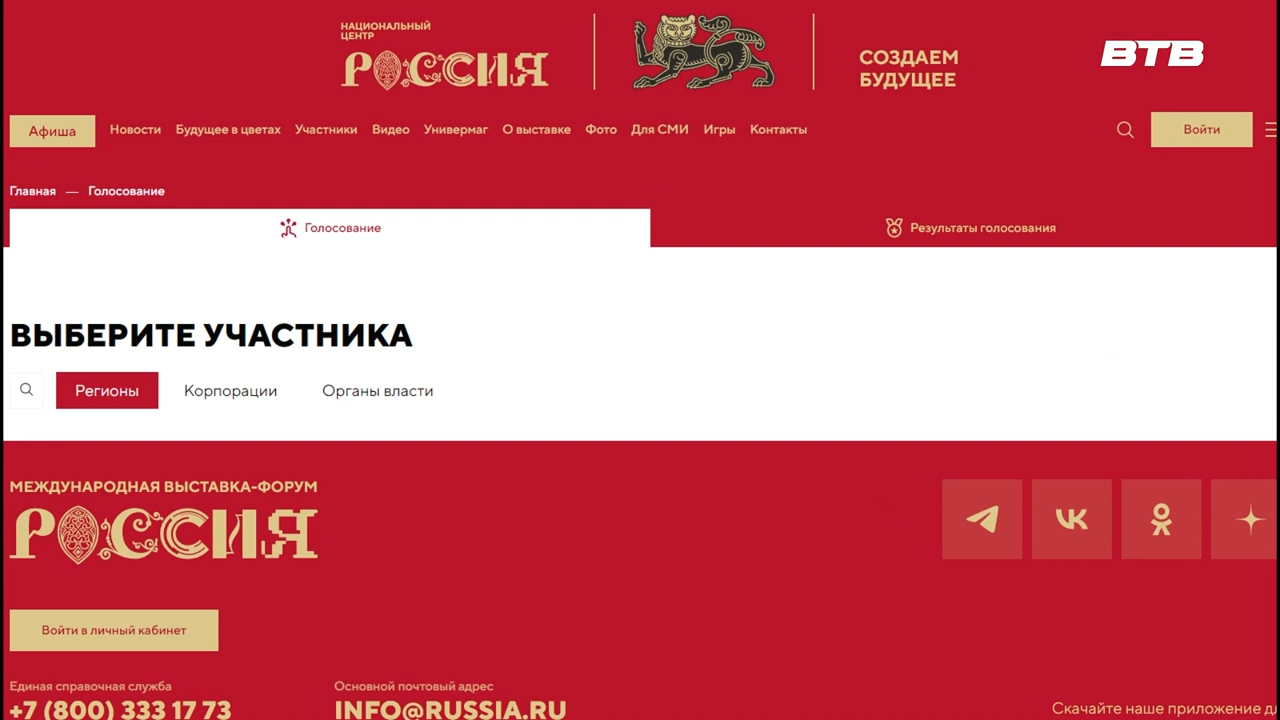 НАЦИОНАЛЬНЫЙ
ЦЕНТР
РОССИЯ
СОЗДАЕМ
БУДУЩЕЕ
ВТВ
Афиша Новости Будущее в цветах Участники Видео Универмаг О выставке Фото Для СМИ Игры Контакты Войти
Главная — Голосование
Голосование Результаты голосования
ВЫБЕРИТЕ УЧАСТНИКА
Регионы Корпорации Органы власти
МЕЖДУНАРОДНАЯ ВЫСТАВКА-ФОРУМ
РОССИЯ
Войти в личный кабинет
Единая справочная служба Основной почтовый адрес
+7 (800) 333 17 73 INFO@RUSSIA.RU Скачайте наше приложение